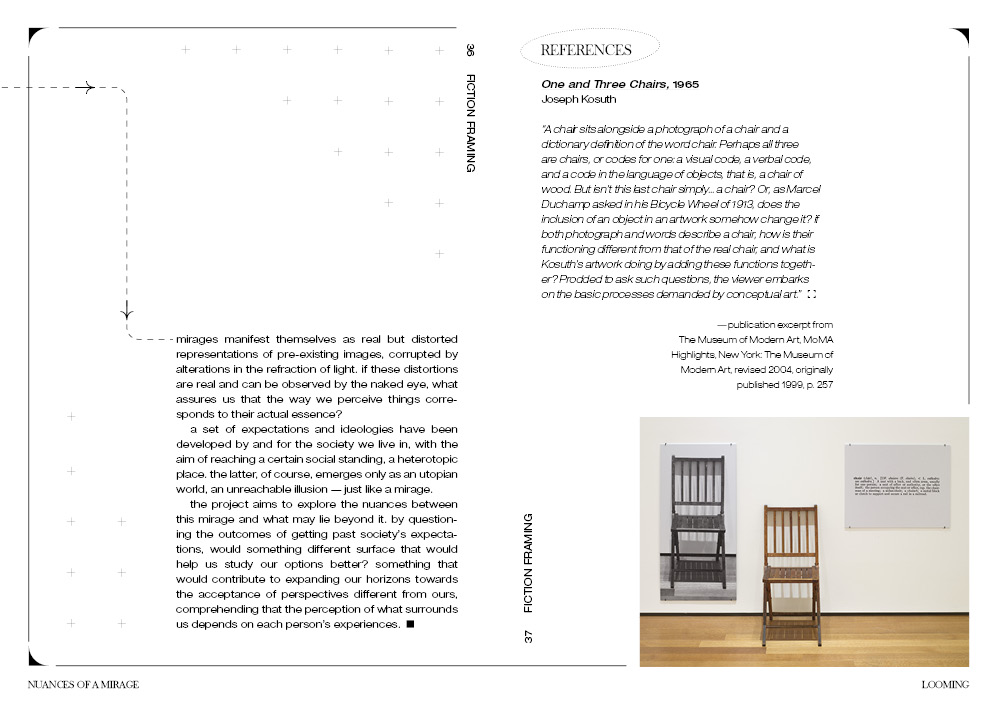 36 FICTION FRAMING
mirages manifest themselves as real but distorted
representations of pre-existing images, corrupted by
alterations in the refraction of light. if these distortions
are real and can be observed by the naked eye, what
assures us that the way we perceive things corre-
sponds to their actual essence?
a set of expectations and ideologies have been
developed by and for the society we live in, with the
aim of reaching a certain social standing, a heterotopic
place. the latter, of course, emerges only as an utopian
world, an unreachable illusion — just like a mirage.
the project aims to explore the nuances between
this mirage and what may lie beyond it. by question-
ing the outcomes of getting past society's expecta-
tions, would something different surface that would
help us study our options better? something that
would contribute to expanding our horizons towards
the acceptance of perspectives different from ours,
comprehending that the perception of what surrounds
us depends on each person's experiences.
NUANCES OF A MIRAGE
REFERENCES
One and Three Chairs, 1965
Joseph Kosuth
"A chair sits alongside a photograph of a chair and a
dictionary definition of the word chair. Perhaps all three
are chairs, or codes for one: a visual code, a verbal code,
and a code in the language of objects, that is, a chair of
wood. But isn't this last chair simply... a chair? Or, as Marcel
Duchamp asked in his Bicycle Wheel of 1913, does the
inclusion of an object in an artwork somehow change it? If
both photograph and words describe a chair, how is their
functioning different from that of the real chair, and what is
Kosuth's artwork doing by adding these functions togeth-
er? Prodded to ask such questions, the viewer embarks
on the basic processes demanded by conceptual art."
—publication excerpt from
The Museum of Modern Art, MoMA
Highlights, New York: The Museum of
Modern Art, revised 2004, originally
published 1999, p. 257
37 FICTION FRAMING
LOOMING